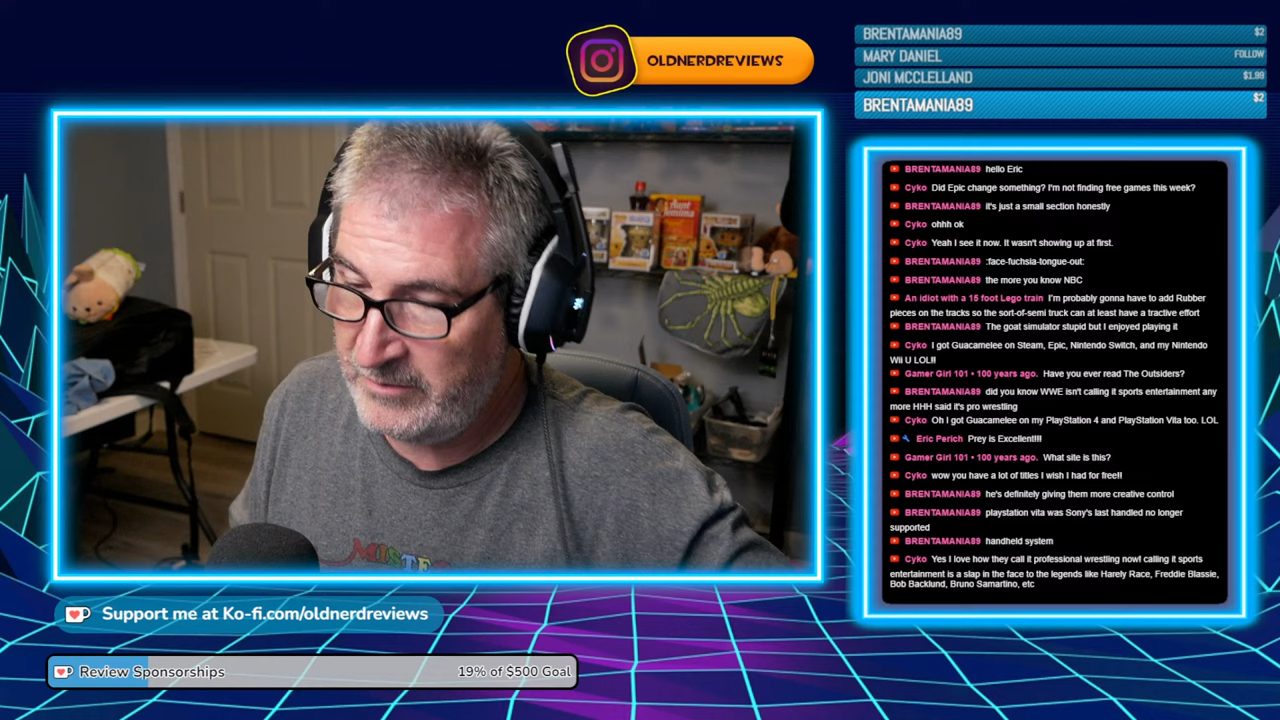 OLDNERDREVIEWS
BRENTAMANIA89 $2
MARY DANIEL FOLLOW
JONI MCCLELLAND $1.99
BRENTAMANIA89 $2
BRENTAMANIA89 hello Eric
Cyko Did Epic change something? I'm not finding free games this week?
BRENTAMANIA89 it's just a small section honestly
Cyko ohhh ok
Cyko Yeah I see it now. It wasn't showing up at first.
BRENTAMANIA89 :face-fuchsia-tongue-out:
BRENTAMANIA89 the more you know NBC
An idiot with a 15 foot Lego train I'm probably gonna have to add Rubber
pieces on the tracks so the sort-of-semi truck can at least have a tractive effort
BRENTAMANIA89 The goat simulator stupid but I enjoyed playing it
Cyko I got Guacamelee on Steam, Epic, Nintendo Switch, and my Nintendo
Wii U LOL!!
Gamer Girl 101 • 100 years ago. Have you ever read The Outsiders?
BRENTAMANIA89 did you know WWE isn't calling it sports entertainment any
more HHH said it's pro wrestling
Cyko Oh I got Guacamelee on my PlayStation 4 and PlayStation Vita too. LOL
Eric Perich Prey is Excellent!!!!
Gamer Girl 101 • 100 years ago. What site is this?
Cyko wow you have a lot of titles I wish I had for free!!
BRENTAMANIA89 he's definitely giving them more creative control
BRENTAMANIA89 playstation vita was Sony's last handled no longer
supported
BRENTAMANIA89 handheld system
Cyko Yes I love how they call it professional wrestling now! calling it sports
entertainment is a slap in the face to the legends like Harely Race, Freddie Blassie,
Bob Backlund, Bruno Samartino, etc
MISTE
Support me at Ko-fi.com/oldnerdreviews
Review Sponsorships 19% of $500 Goal